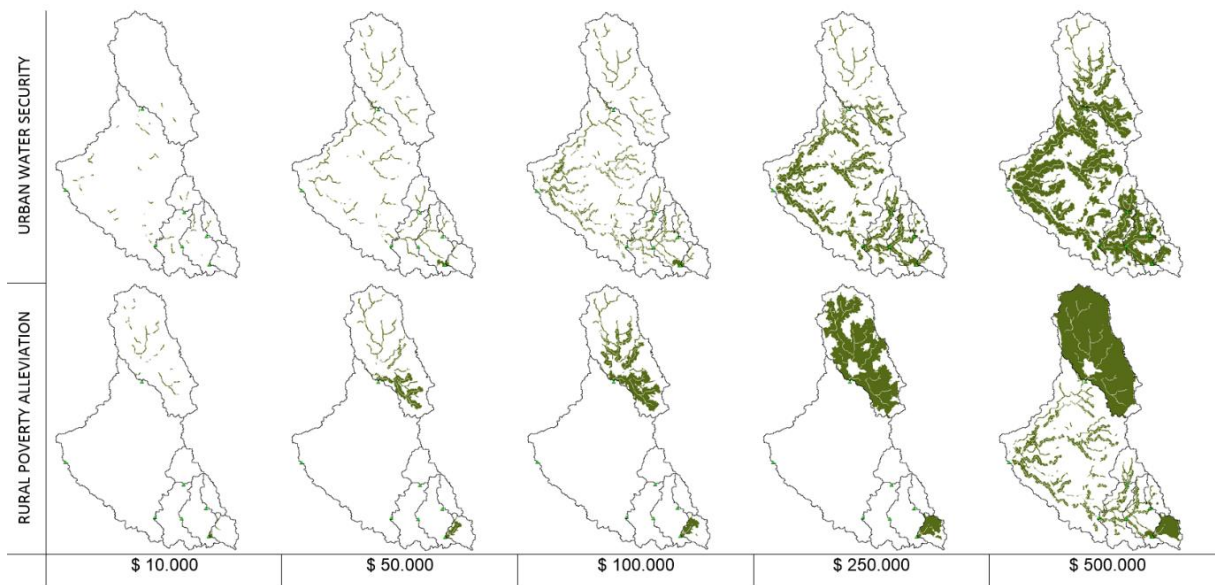 URBAN WATER SECURITY
RURAL POVERTY ALLEVIATION
$ 10.000
$ 50.000
$ 100.000
$ 250.000
$ 500.000